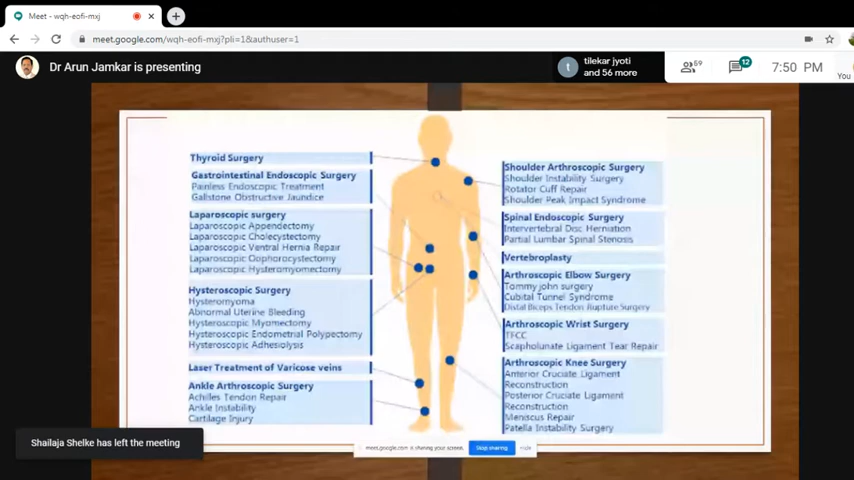 Meet - wqh-eofi-mxj
meet.google.com/wqh-eofi-mxj?pli=1&authuser=1
Dr Arun Jamkar is presenting
t
tilekar jyoti
and 56 more
59
12
7:50 PM
You
Thyroid Surgery
Gastrointestinal Endoscopic Surgery
Painless Endoscopic Treatment
Gallstone Obstructive Jaundice
Laparoscopic surgery
Laparoscopic Appendectomy
Laparoscopic Cholecystectomy
Laparoscopic Ventral Hernia Repair
Laparoscopic Oophorocystectomy
Laparoscopic Hysteromyomectomy
Hysteroscopic Surgery
Hysteromyoma
Abnormal Uterine Bleeding
Hysteroscopic Myomectomy
Hysteroscopic Endometrial Polypectomy
Hysteroscopic Adhesiolysis
Laser Treatment of Varicose veins
Ankle Arthroscopic Surgery
Achilles Tendon Repair
Ankle Instability
Cartilage Injury
Shoulder Arthroscopic Surgery
Shoulder Instability Surgery
Rotator Cuff Repair
Shoulder Peak Impact Syndrome
Spinal Endoscopic Surgery
Intervertebral Disc Herniation
Partial Lumbar Spinal Stenosis
Vertebroplasty
Arthroscopic Elbow Surgery
Tommy john surgery
Cubital Tunnel Syndrome
Distal Biceps Tendon Rupture Surgery
Arthroscopic Wrist Surgery
TFCC
Scapholunate Ligament Tear Repair
Arthroscopic Knee Surgery
Anterior Cruciate Ligament
Reconstruction
Posterior Cruciate Ligament
Reconstruction
Meniscus Repair
Patella Instability Surgery
Shailaja Shelke has left the meeting
meet.google.com is sharing your screen.
Stop sharing
Hide